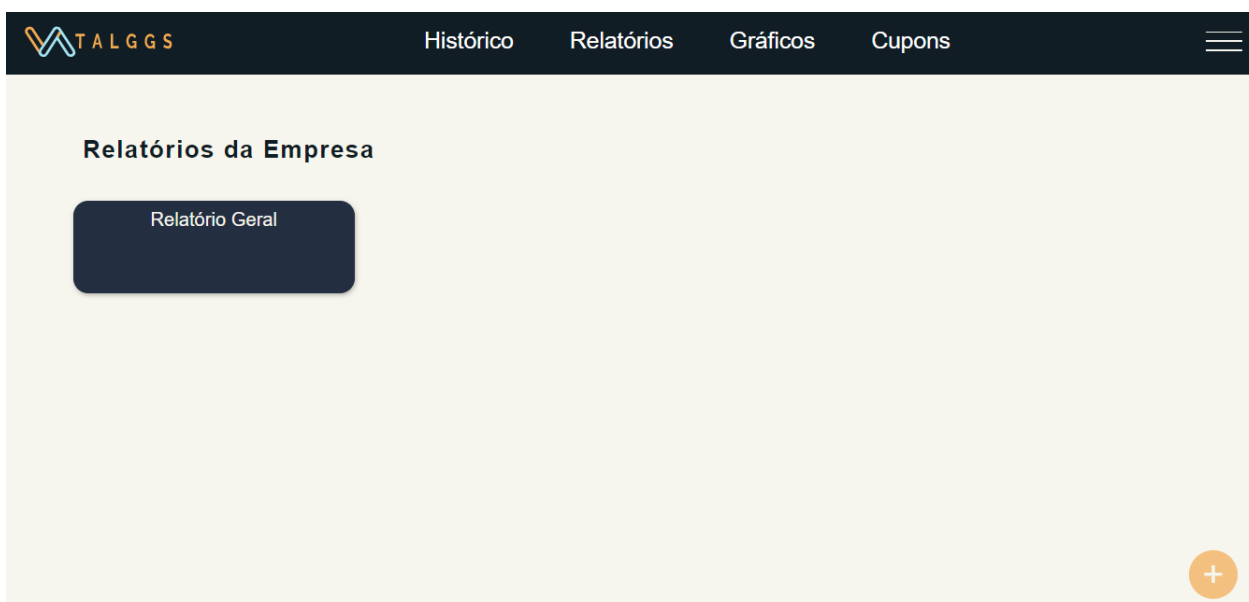 TALGGS
Histórico Relatórios Gráficos Cupons
Relatórios da Empresa
Relatório Geral
+